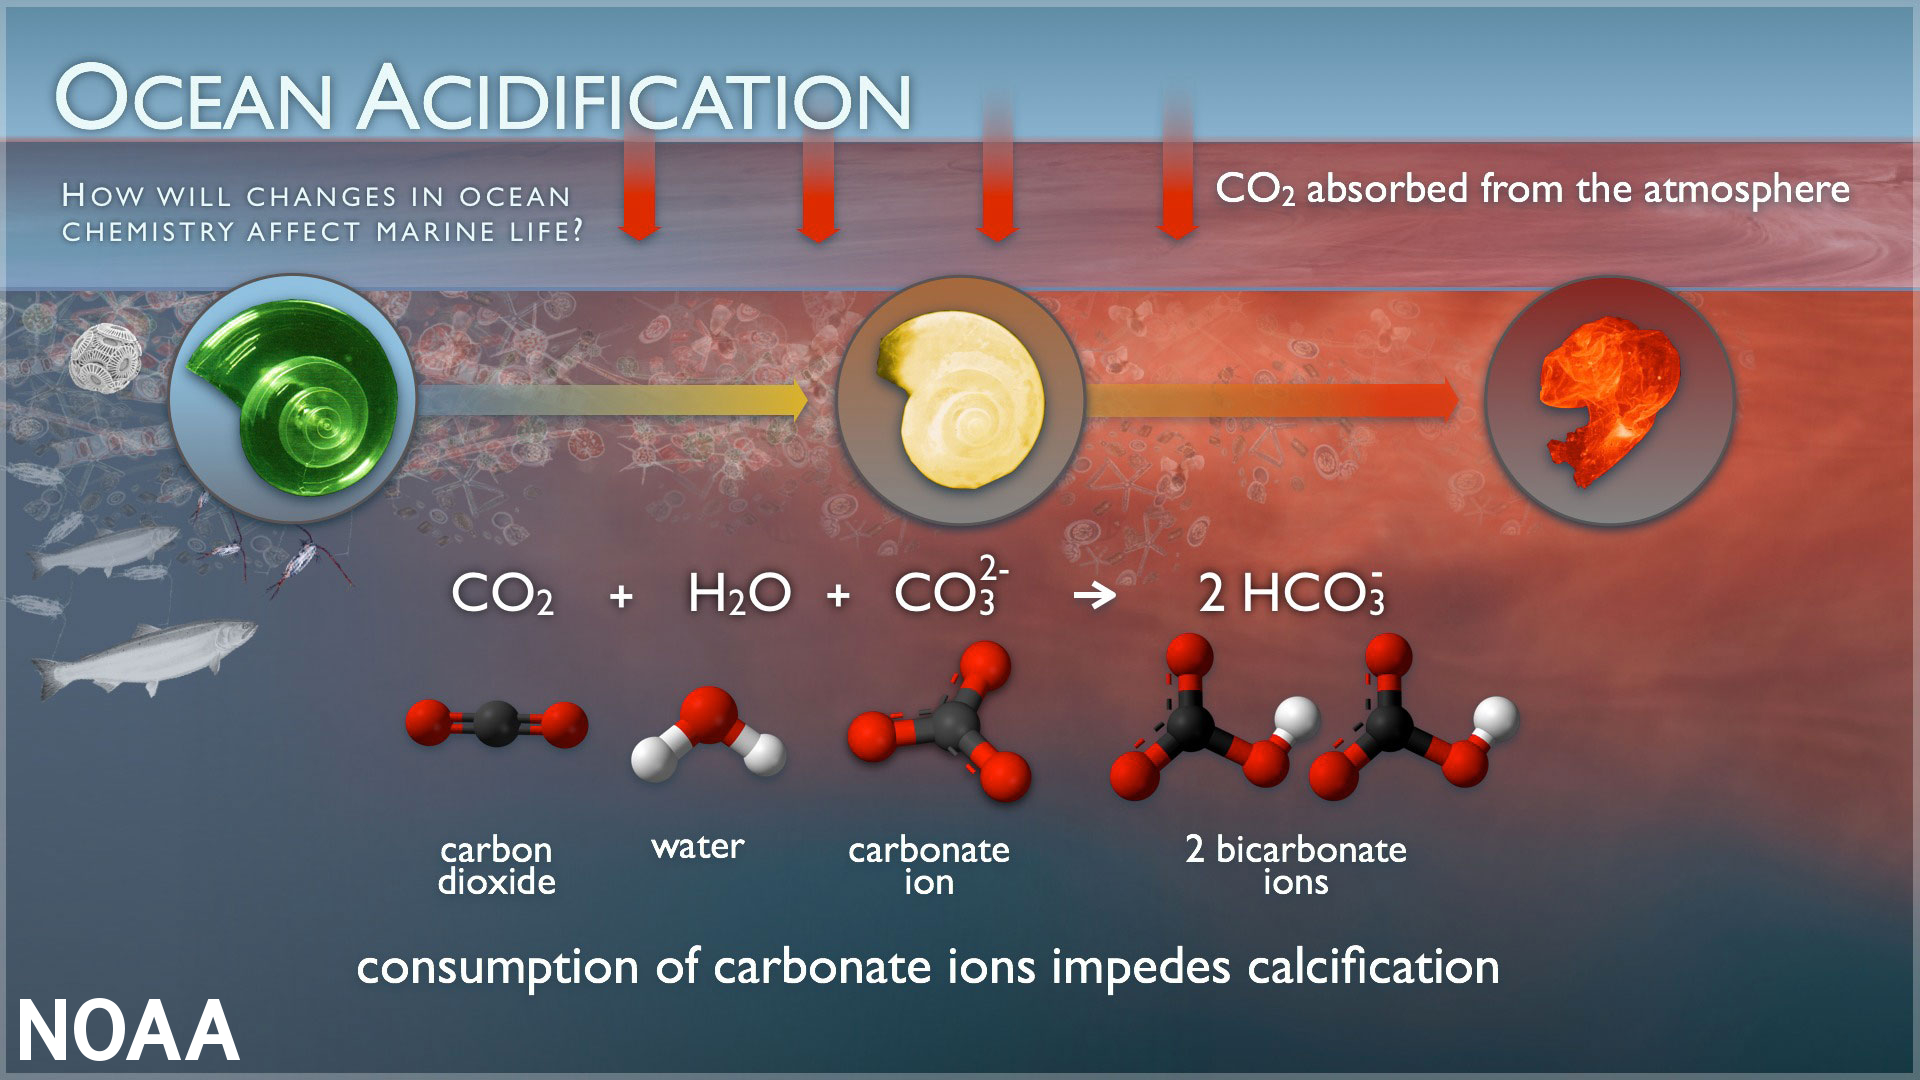 OCEAN ACIDIFICATION
HOW WILL CHANGES IN OCEAN
CHEMISTRY AFFECT MARINE LIFE?
CO₂ absorbed from the atmosphere
CO₂ + H₂O + CO₃²⁻ → 2 HCO₃⁻
carbon
dioxide
water
carbonate
ion
2 bicarbonate
ions
consumption of carbonate ions impedes calcification
NOAA